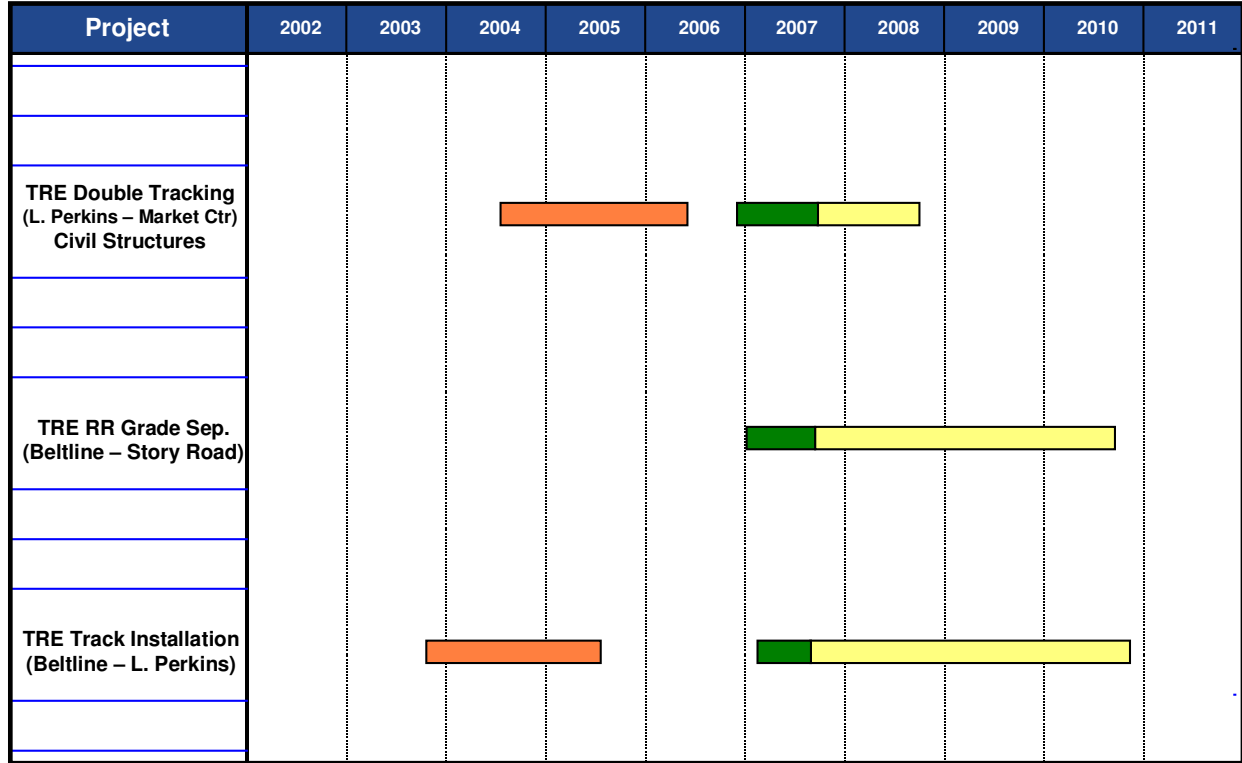 Project 2002 2003 2004 2005 2006 2007 2008 2009 2010 2011
TRE Double Tracking
(L. Perkins – Market Ctr)
Civil Structures
TRE RR Grade Sep.
(Beltline – Story Road)
TRE Track Installation
(Beltline – L. Perkins)